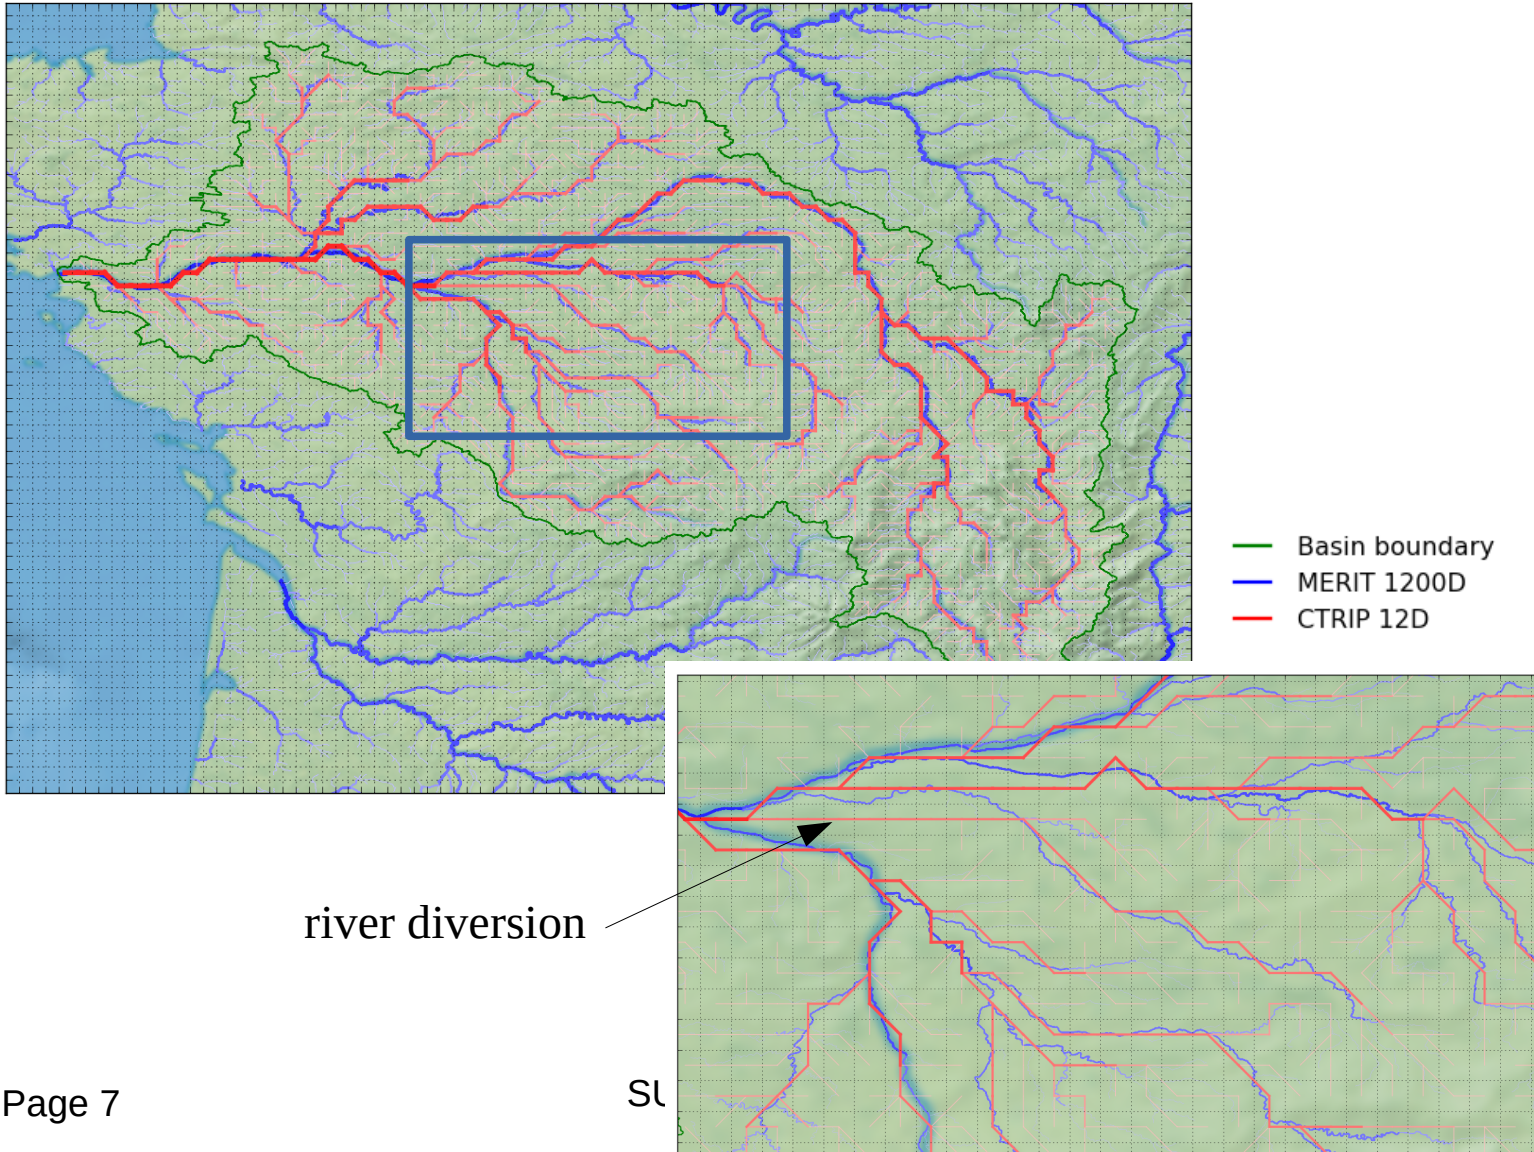 Basin boundary
MERIT 1200D
CTRIP 12D
river diversion
Page 7